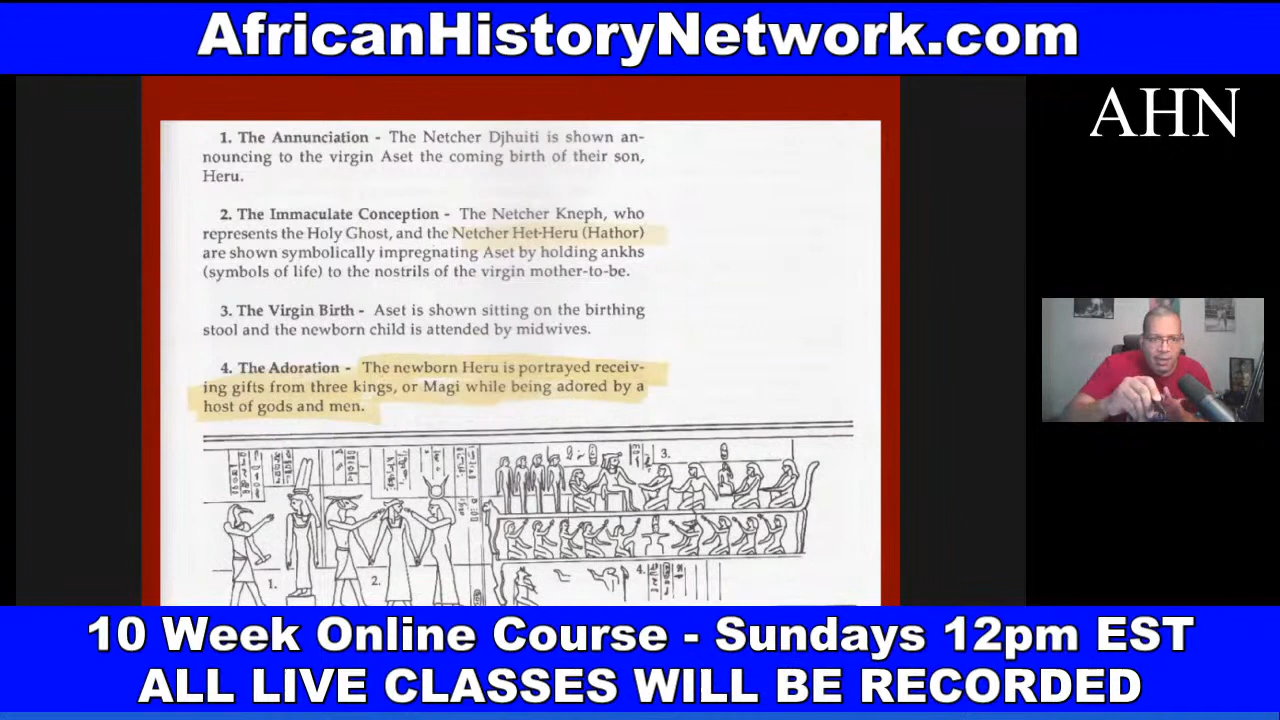 AfricanHistoryNetwork.com
AHN
1. The Annunciation - The Netcher Djhuiti is shown an-
nouncing to the virgin Aset the coming birth of their son,
Heru.
2. The Immaculate Conception - The Netcher Kneph, who
represents the Holy Ghost, and the Netcher Het-Heru (Hathor)
are shown symbolically impregnating Aset by holding ankhs
(symbols of life) to the nostrils of the virgin mother-to-be.
3. The Virgin Birth - Aset is shown sitting on the birthing
stool and the newborn child is attended by midwives.
4. The Adoration - The newborn Heru is portrayed receiv-
ing gifts from three kings, or Magi while being adored by a
host of gods and men.
3.
1.
2.
4.
10 Week Online Course - Sundays 12pm EST
ALL LIVE CLASSES WILL BE RECORDED